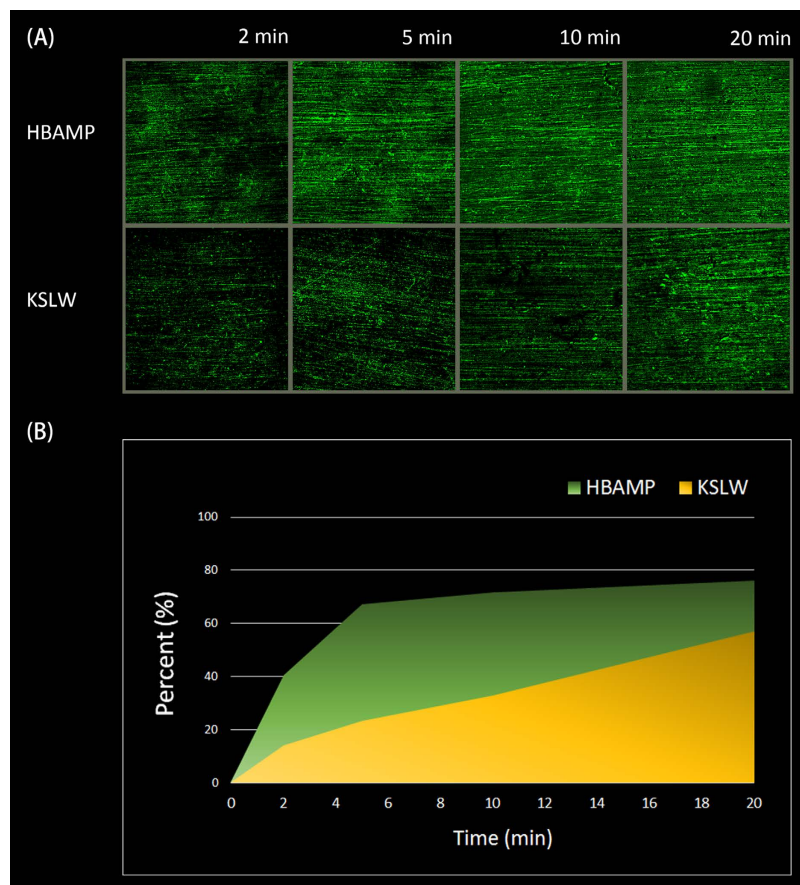 (A) 2 min 5 min 10 min 20 min
HBAMP
KSLW
(B)
HBAMP KSLW
100
80
60
40
20
0
0 2 4 6 8 10 12 14 16 18 20
Percent (%)
Time (min)